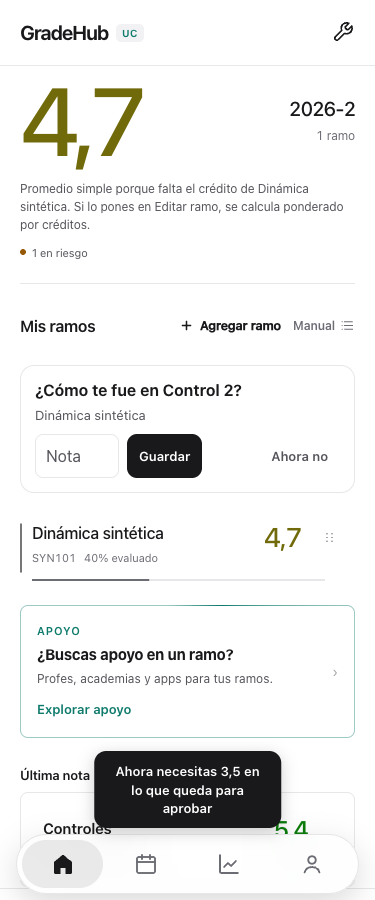 GradeHub UC
4,7
2026-2
1 ramo
Promedio simple porque falta el crédito de Dinámica
sintética. Si lo pones en Editar ramo, se calcula ponderado
por créditos.
1 en riesgo
Mis ramos
+ Agregar ramo
Manual
¿Cómo te fue en Control 2?
Dinámica sintética
Nota
Guardar
Ahora no
Dinámica sintética
4,7
SYN101 40% evaluado
APOYO
¿Buscas apoyo en un ramo?
Profes, academias y apps para tus ramos.
Explorar apoyo
Última nota
Ahora necesitas 3,5 en
lo que queda para
aprobar
Controles
5,4